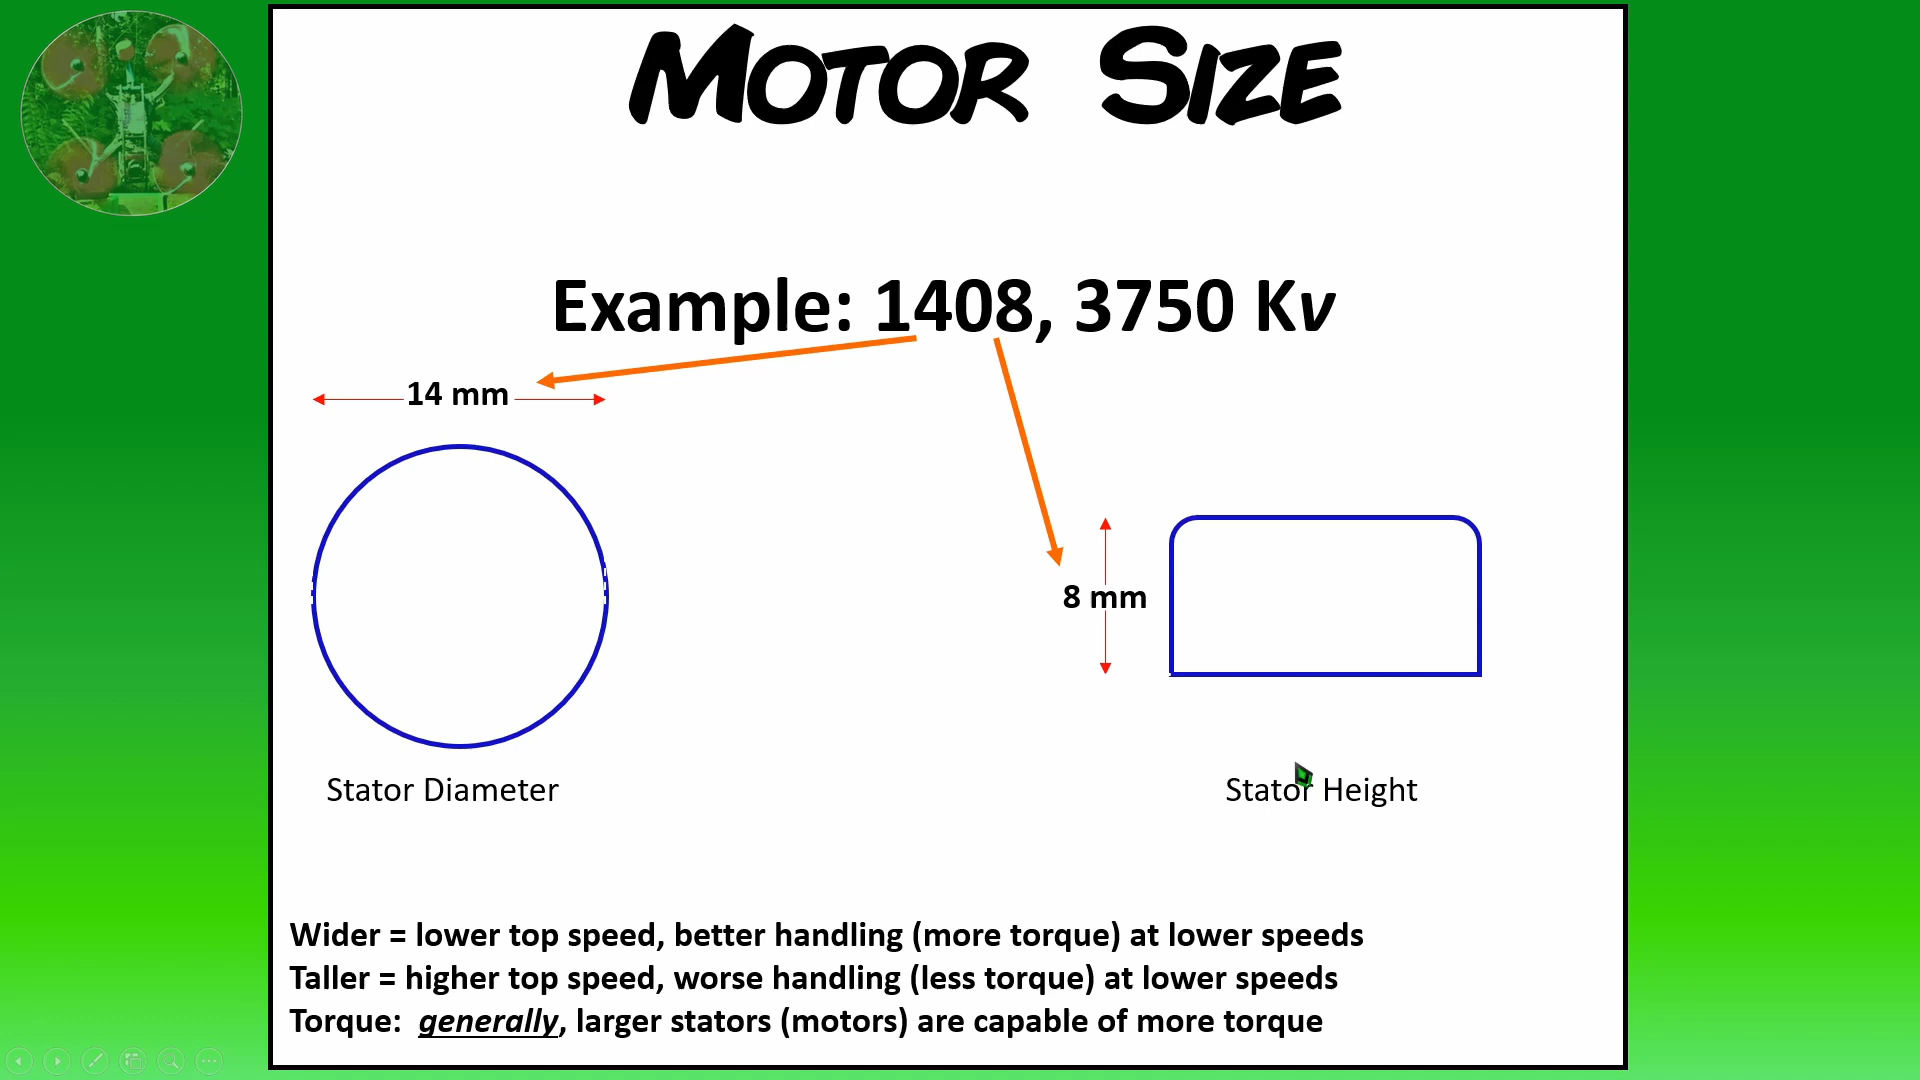 MOTOR SIZE
Example: 1408, 3750 Kv
14 mm
8 mm
Stator Diameter
Stator Height
Wider = lower top speed, better handling (more torque) at lower speeds
Taller = higher top speed, worse handling (less torque) at lower speeds
Torque: generally, larger stators (motors) are capable of more torque